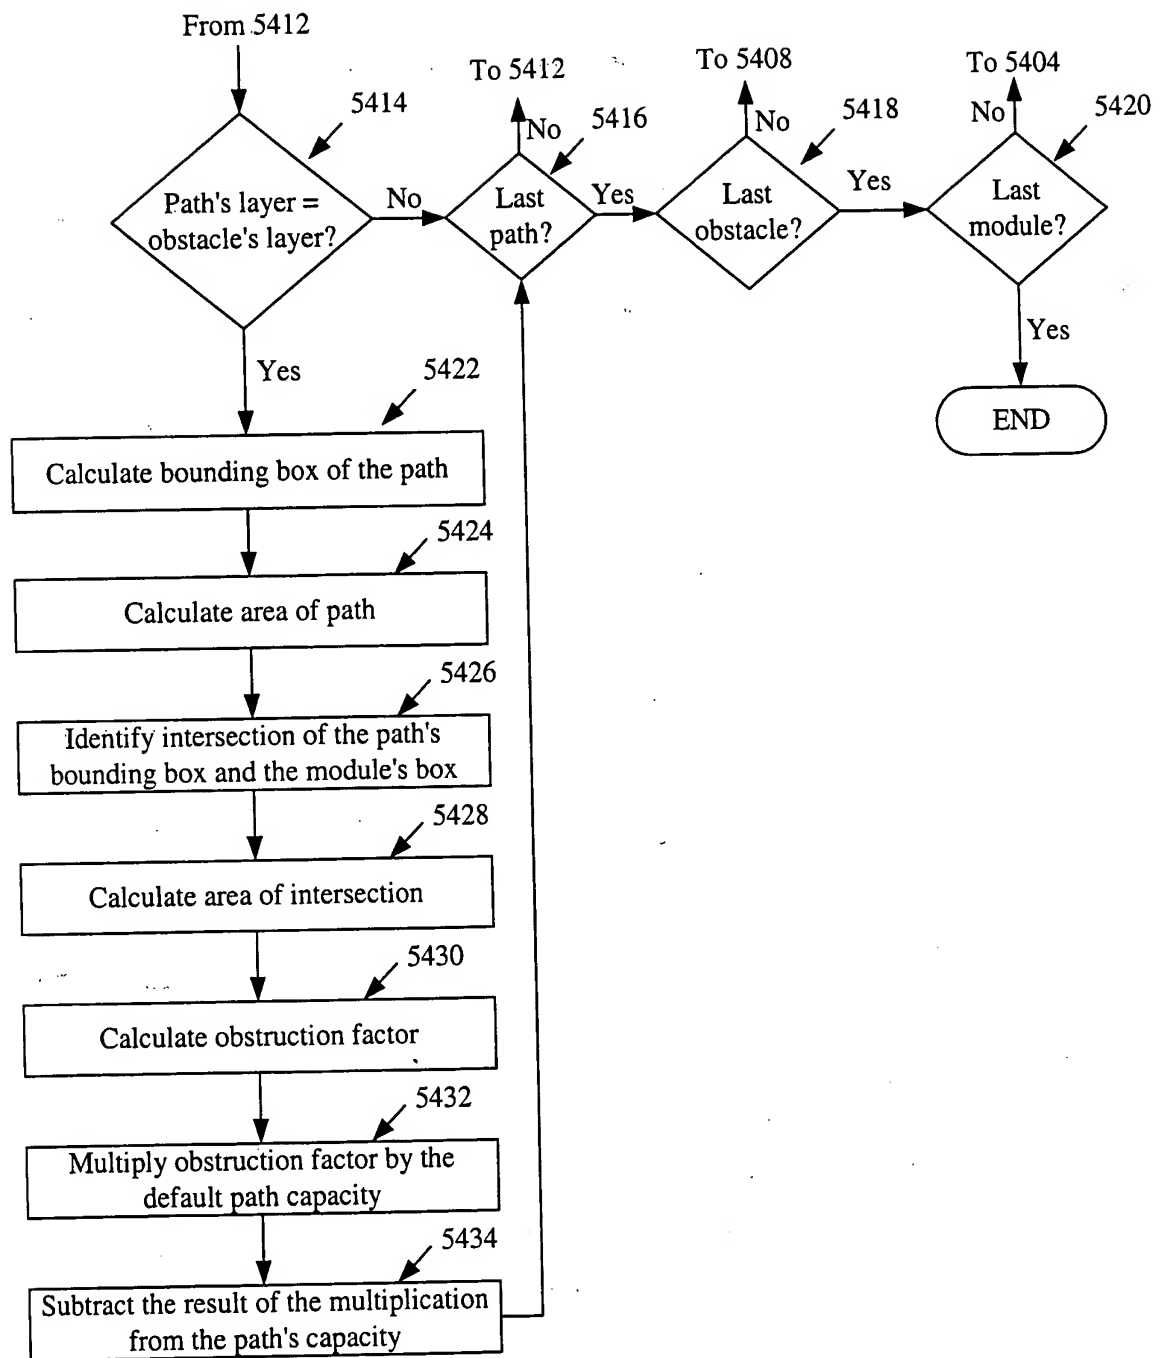 From 5412
To 5412
To 5408
To 5404
5414
5416
5418
5420
No
No
No
Path's layer =
obstacle's layer?
No
Last
path?
Yes
Last
obstacle?
Yes
Last
module?
Yes
Yes
END
5422
Calculate bounding box of the path
5424
Calculate area of path
5426
Identify intersection of the path's
bounding box and the module's box
5428
Calculate area of intersection
5430
Calculate obstruction factor
5432
Multiply obstruction factor by the
default path capacity
5434
Subtract the result of the multiplication
from the path's capacity